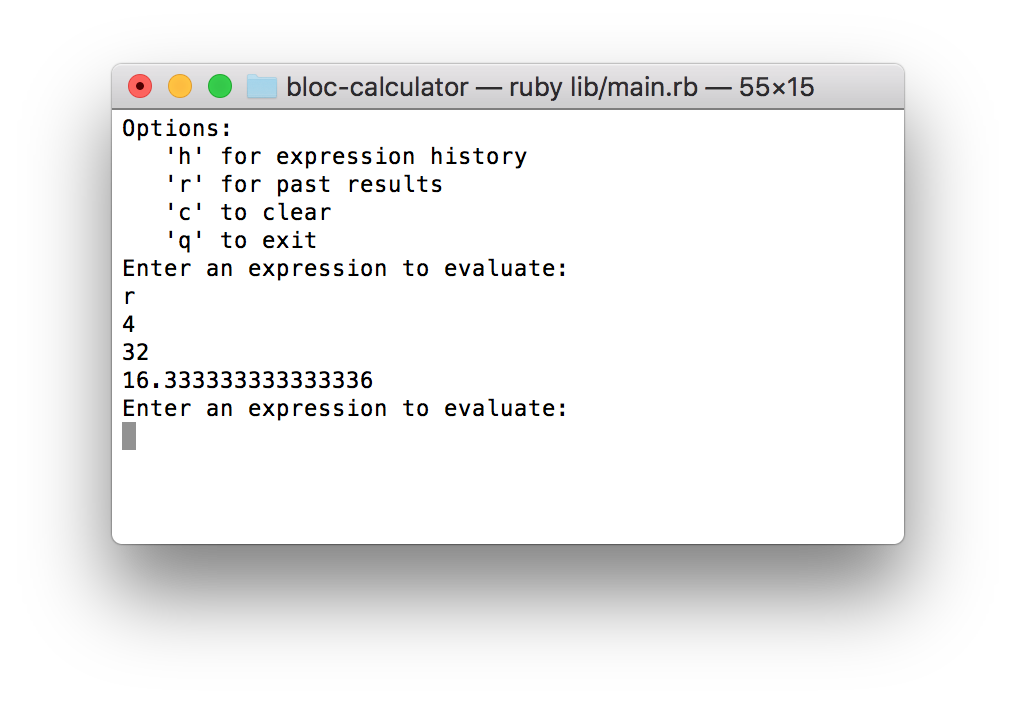 bloc-calculator — ruby lib/main.rb — 55×15
Options:
   'h' for expression history
   'r' for past results
   'c' to clear
   'q' to exit
Enter an expression to evaluate:
r
4
32
16.333333333333336
Enter an expression to evaluate: